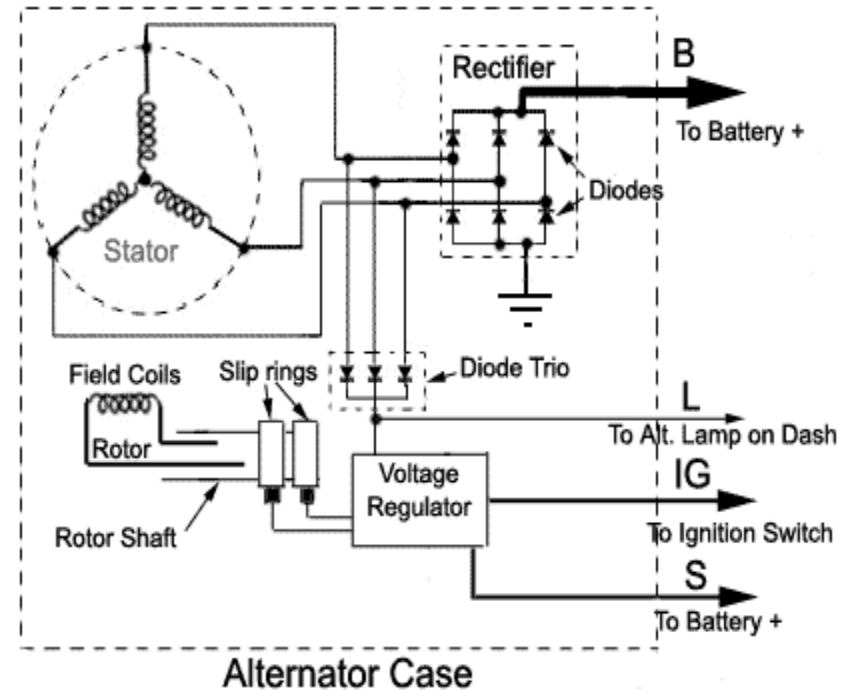 Rectifier
B
To Battery +
Diodes
Stator
Field Coils
Slip rings
Diode Trio
L
To Alt. Lamp on Dash
Rotor
Voltage
Regulator
IG
Rotor Shaft
To Ignition Switch
S
To Battery +
Alternator Case